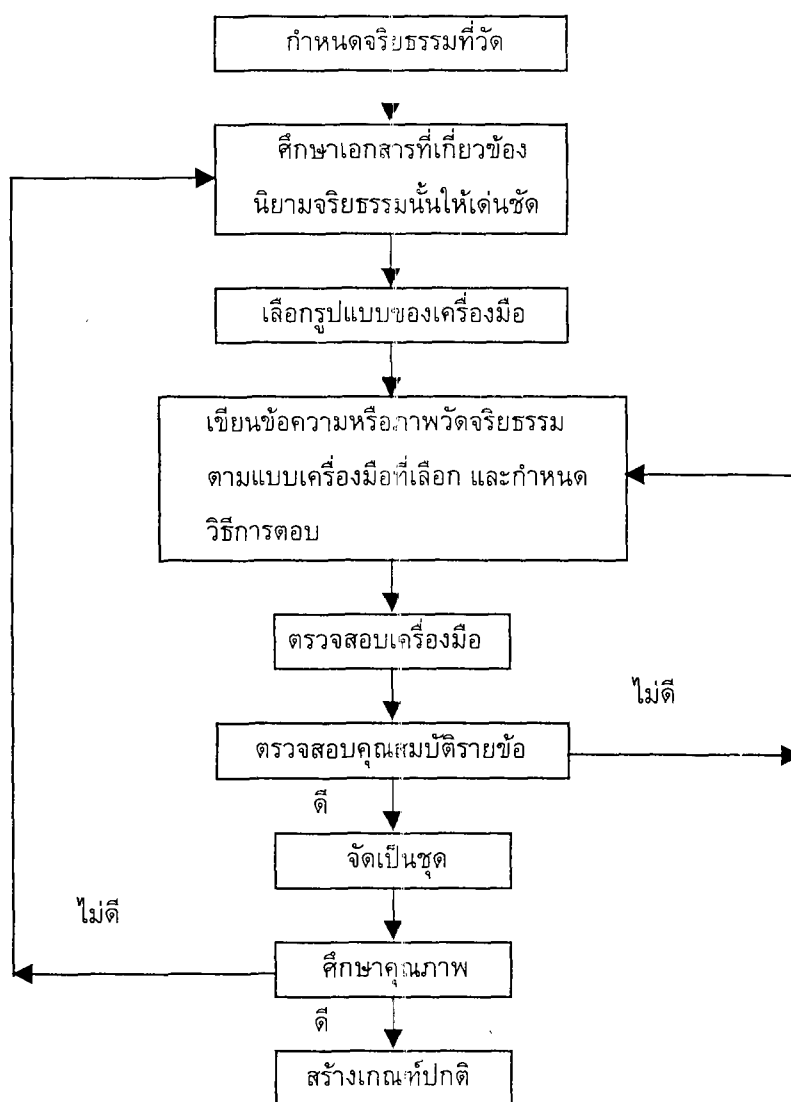 กำหนดจริยธรรมที่วัด
ศึกษาเอกสารที่เกี่ยวข้อง
นิยามจริยธรรมนั้นให้เด่นชัด
เลือกรูปแบบของเครื่องมือ
เขียนข้อความหรือภาพวัดจริยธรรม
ตามแบบเครื่องมือที่เลือก และกำหนด
วิธีการตอบ
ตรวจสอบเครื่องมือ
ไม่ดี
ตรวจสอบคุณสมบัติรายข้อ
ดี
จัดเป็นชุด
ไม่ดี
ศึกษาคุณภาพ
ดี
สร้างเกณฑ์ปกติ